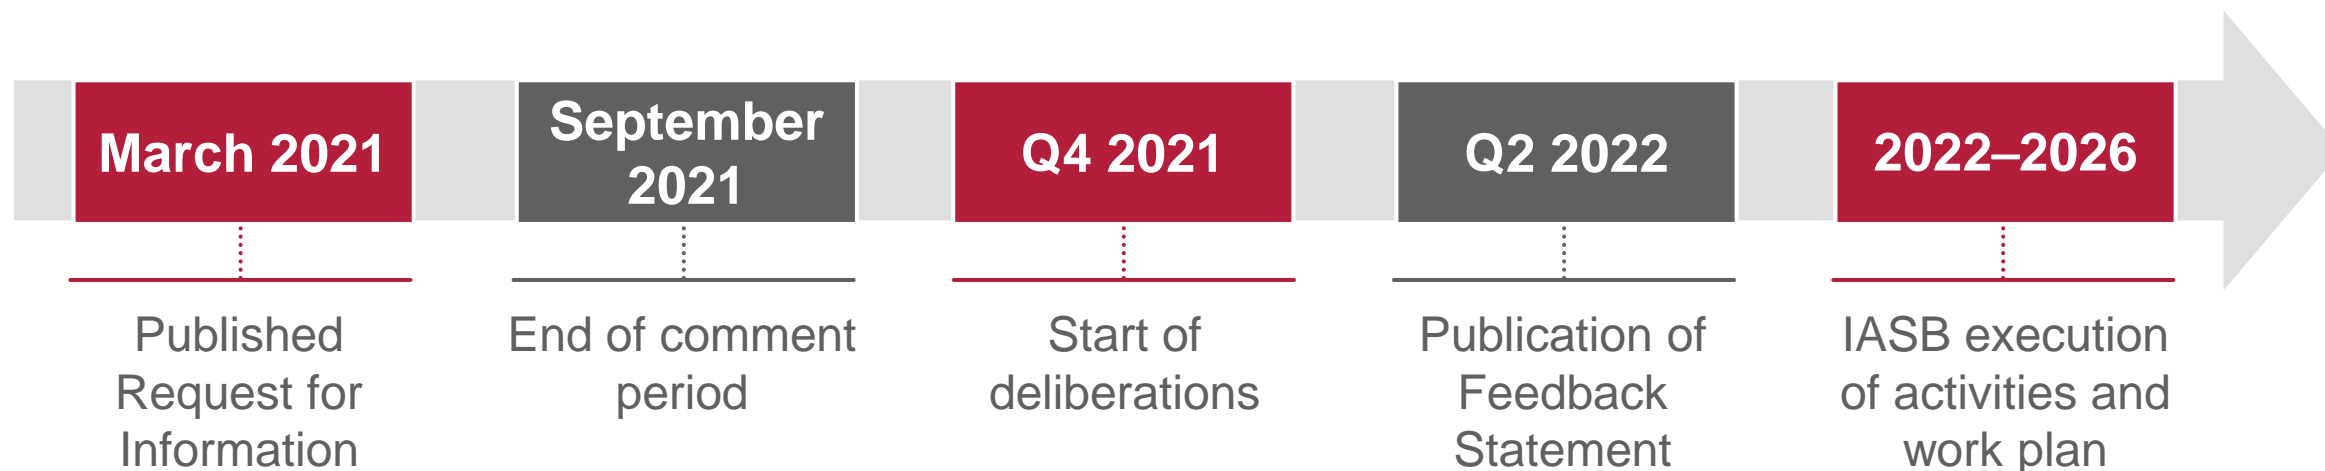 March 2021
September
2021
Q4 2021
Q2 2022
2022–2026
Published
Request for
Information
End of comment
period
Start of
deliberations
Publication of
Feedback
Statement
IASB execution
of activities and
work plan